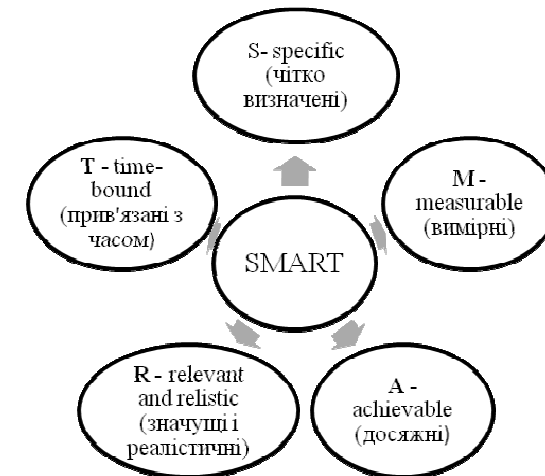 S- specific
(чітко
визначені)
T - time-
bound
(прив'язані з
часом)
M -
measurable
(вимірні)
SMART
R - relevant
and relistic
(значущі і
реалістичні)
A -
achievable
(досяжні)